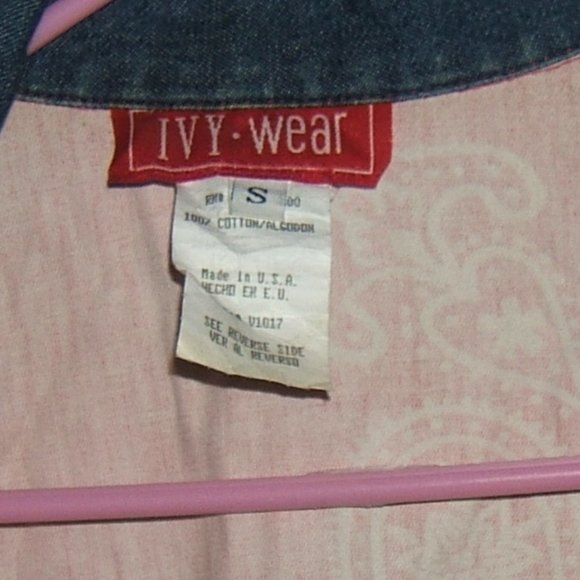 IVY·wear
S
100% COTTON/ALGODON
Made in U.S.A.
HECHO EN E.U.
V1017
SEE REVERSE SIDE
VER AL REVERSO